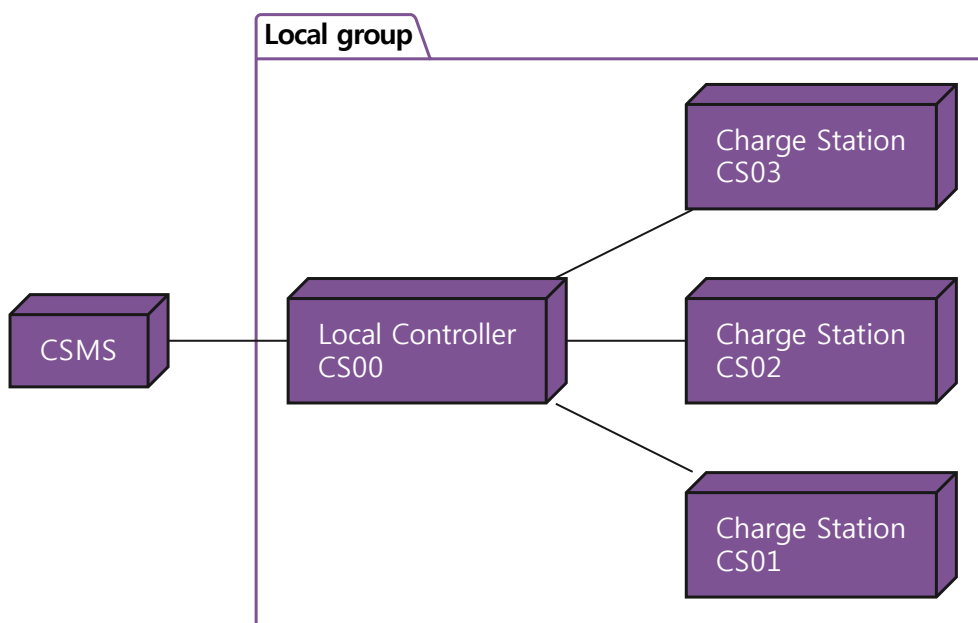 Local group
Charge Station
CS03
CSMS
Local Controller
CS00
Charge Station
CS02
Charge Station
CS01